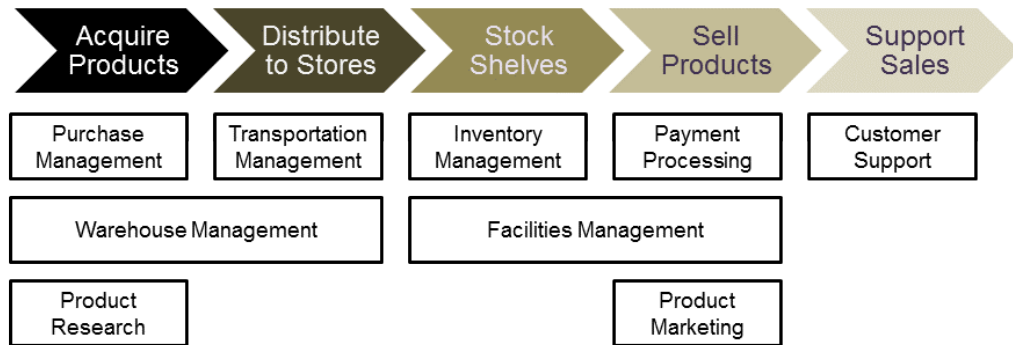 Acquire
Products
Distribute
to Stores
Stock
Shelves
Sell
Products
Support
Sales
Purchase
Management
Transportation
Management
Inventory
Management
Payment
Processing
Customer
Support
Warehouse Management
Facilities Management
Product
Research
Product
Marketing